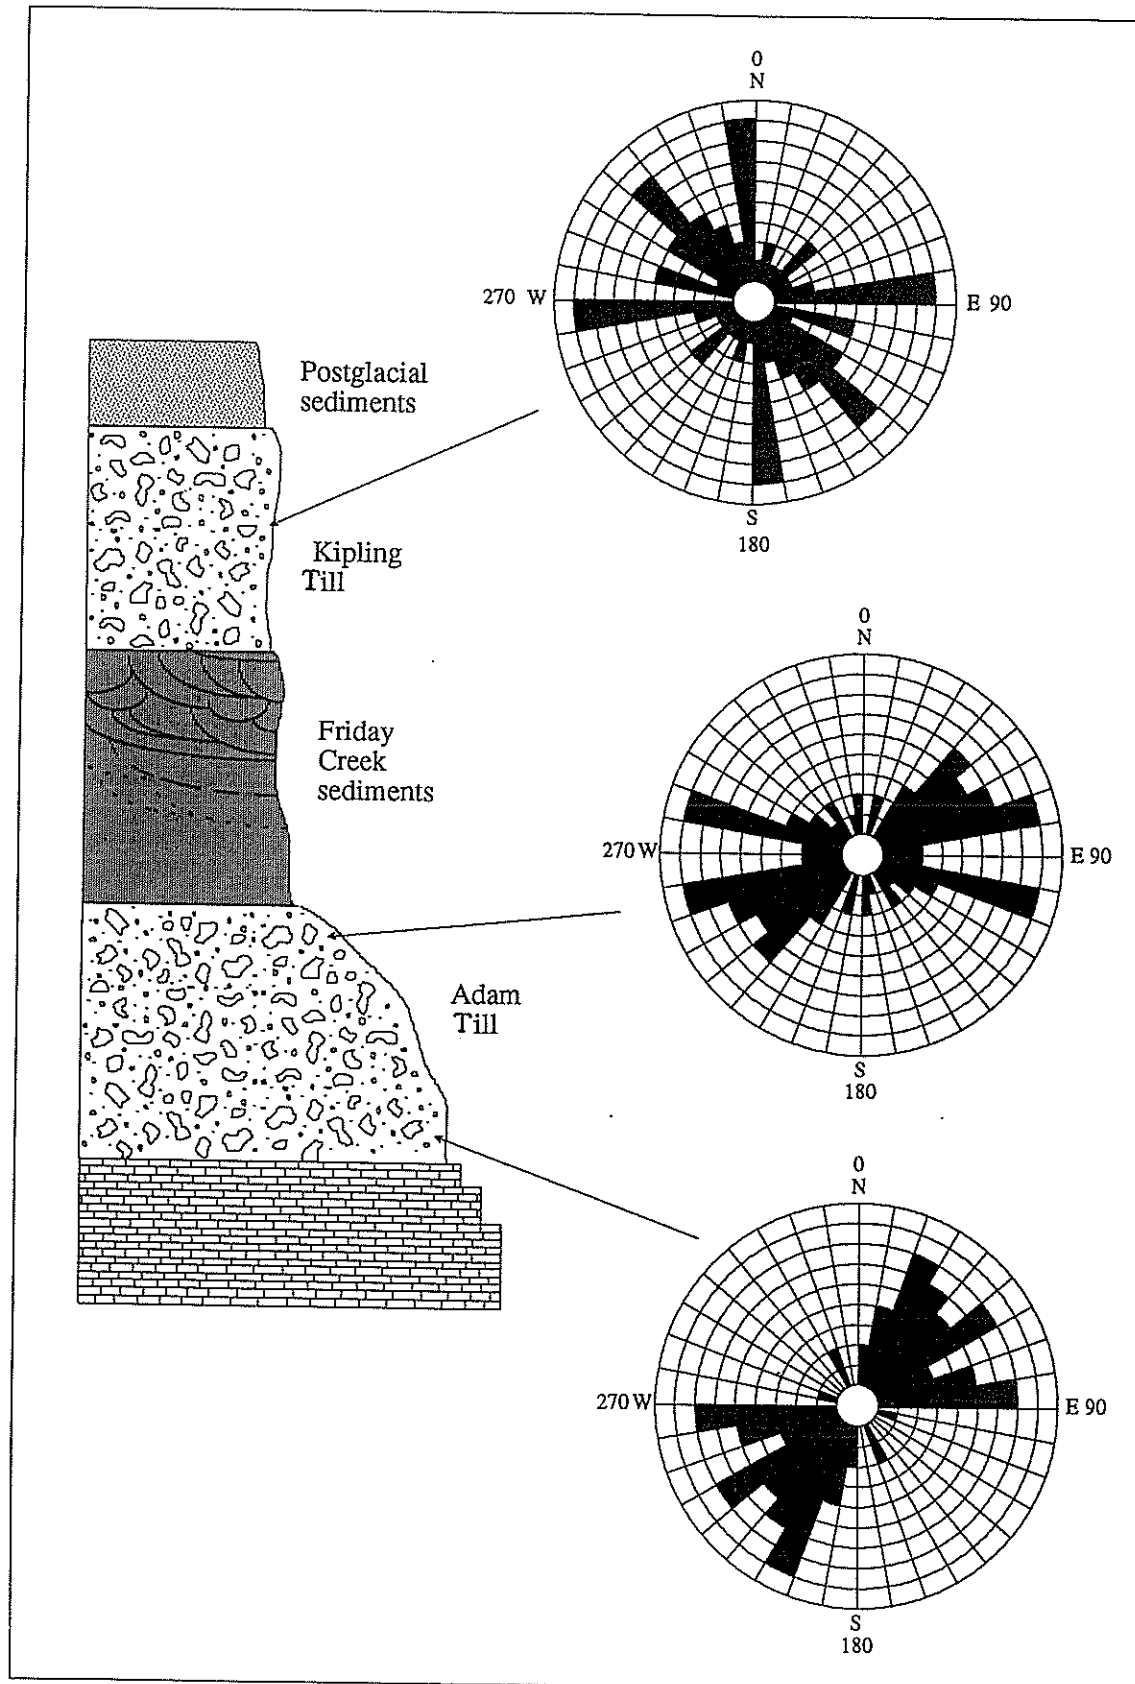 0
N
270 W
E 90
S
180
Postglacial
sediments
Kipling
Till
0
N
270 W
E 90
S
180
Friday
Creek
sediments
Adam
Till
0
N
270 W
E 90
S
180